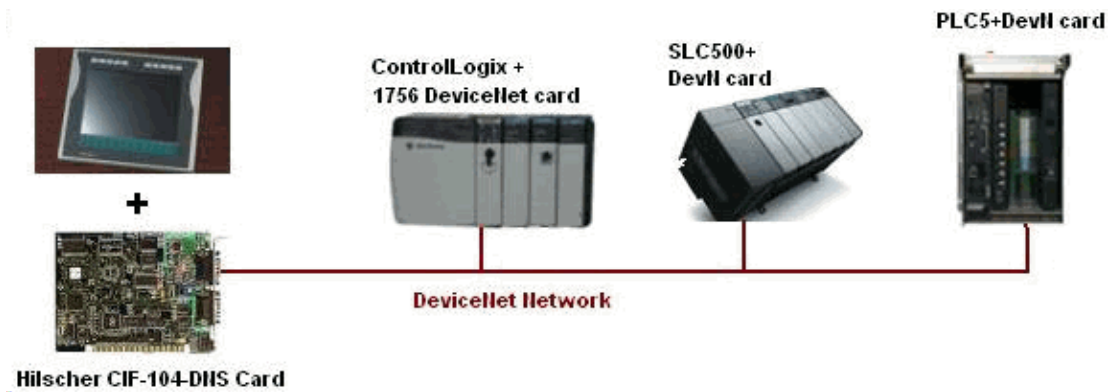 PLC5+DevN card
SLC500+
DevN card
ControlLogix +
1756 DeviceNet card
+
DeviceNet Network
Hilscher CIF-104-DNS Card